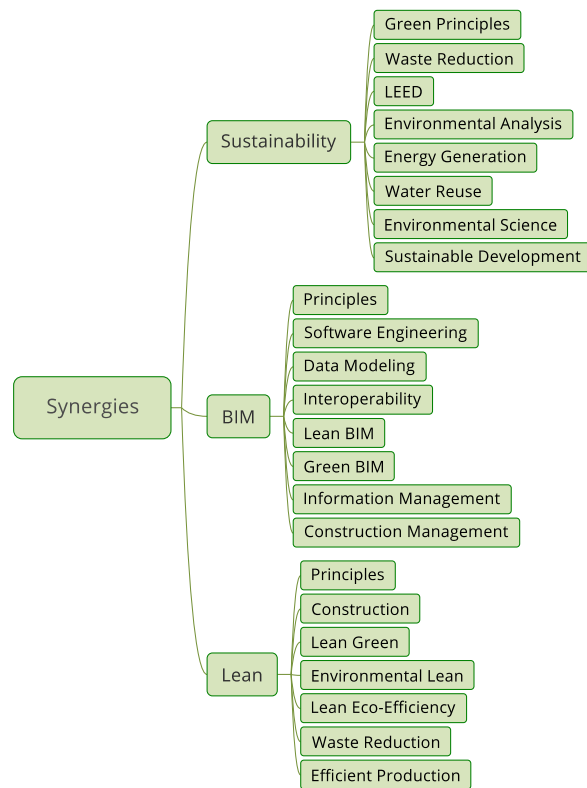 Synergies
Sustainability
Green Principles
Waste Reduction
LEED
Environmental Analysis
Energy Generation
Water Reuse
Environmental Science
Sustainable Development
BIM
Principles
Software Engineering
Data Modeling
Interoperability
Lean BIM
Green BIM
Information Management
Construction Management
Lean
Principles
Construction
Lean Green
Environmental Lean
Lean Eco-Efficiency
Waste Reduction
Efficient Production